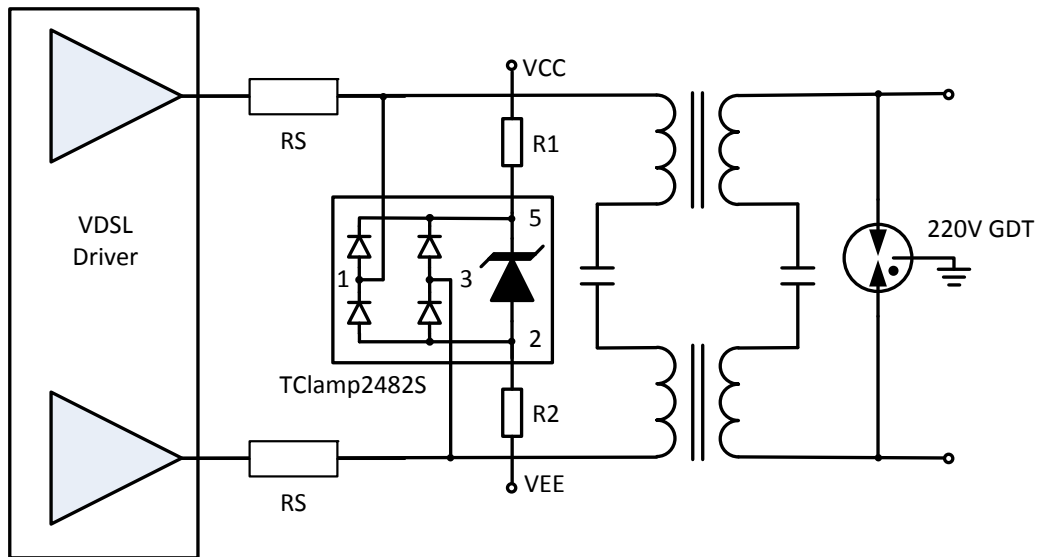 VCC
RS
R1
VDSL
Driver
5
220V GDT
1
3
2
TClamp2482S
R2
VEE
RS